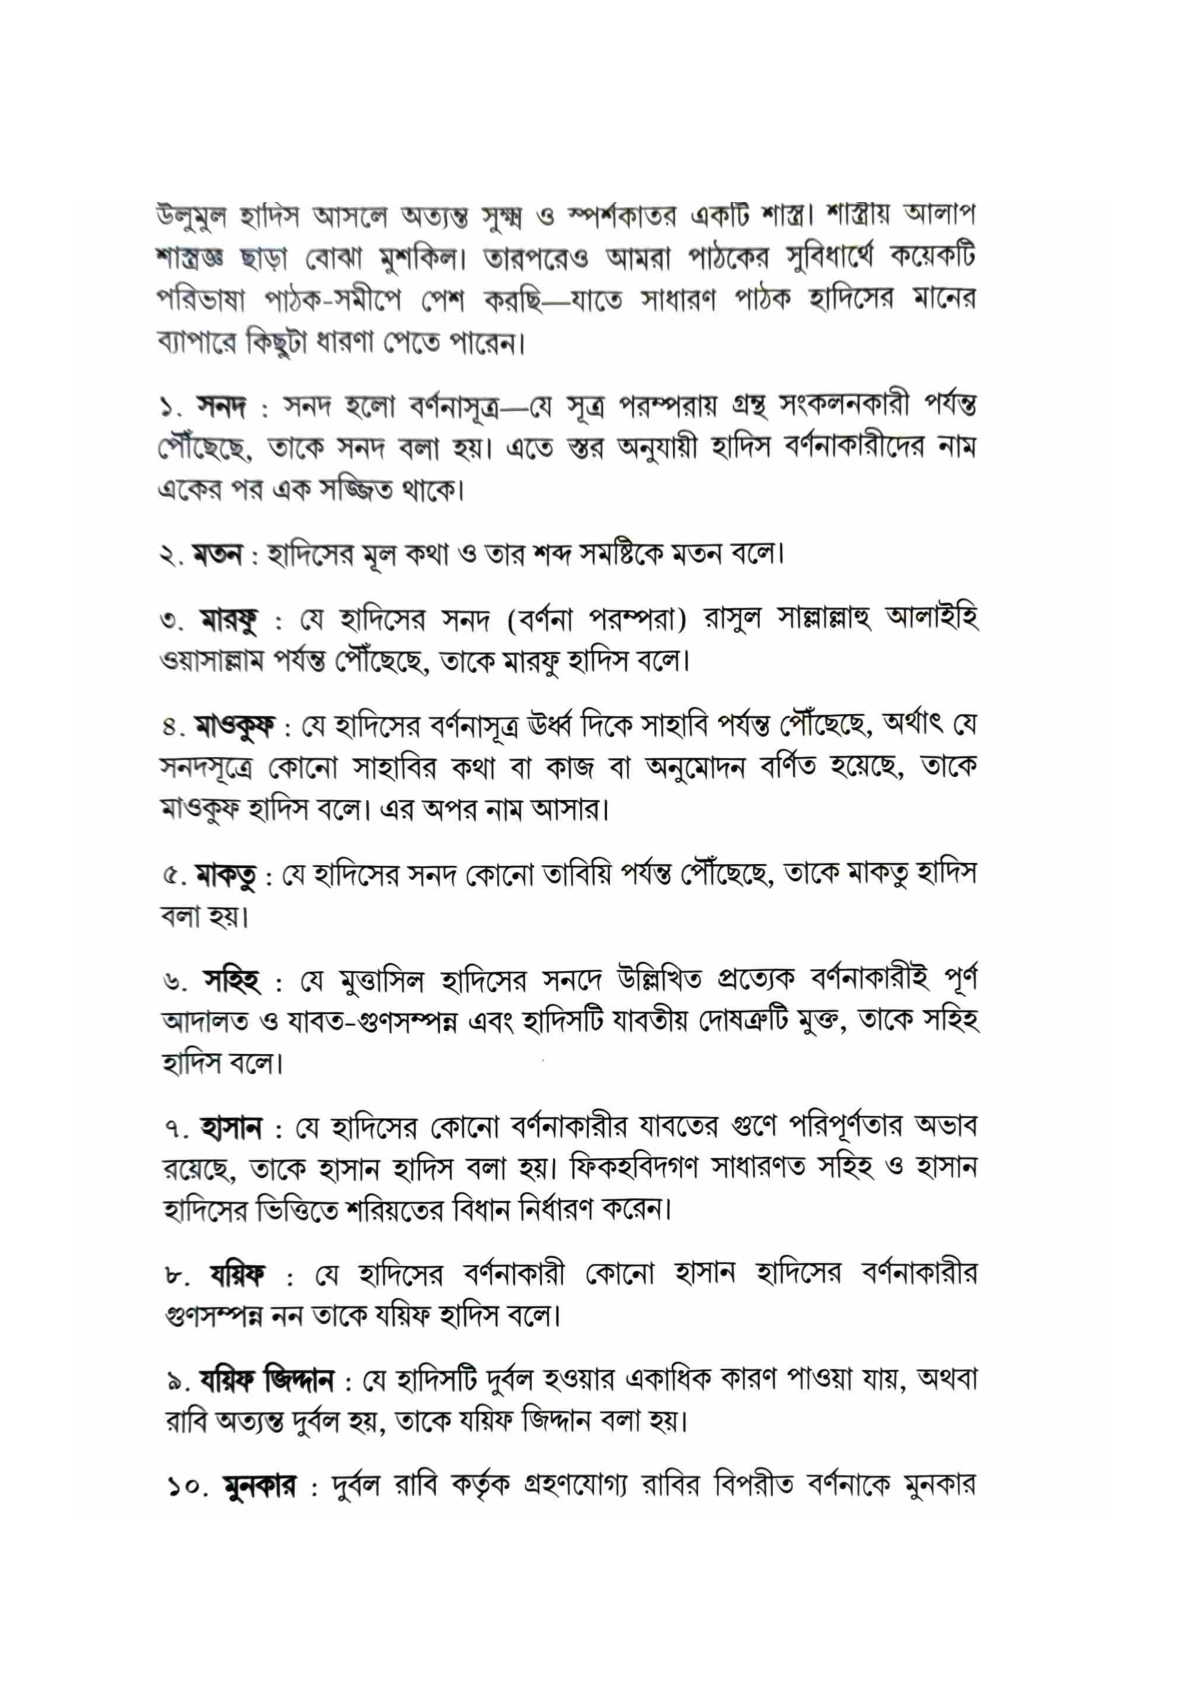 উলুমুল হাদিস আসলে অত্যন্ত সুক্ষ্ম ও স্পর্শকাতর একটি শাস্ত্র। শাস্ত্রীয় আলাপ
শাস্ত্রজ্ঞ ছাড়া বোঝা মুশকিল। তারপরেও আমরা পাঠকের সুবিধার্থে কয়েকটি
পরিভাষা পাঠক-সমীপে পেশ করছি—যাতে সাধারণ পাঠক হাদিসের মানের
ব্যাপারে কিছুটা ধারণা পেতে পারেন।
১. সনদ : সনদ হলো বর্ণনাসূত্র—যে সূত্র পরম্পরায় গ্রন্থ সংকলনকারী পর্যন্ত
পৌঁছেছে, তাকে সনদ বলা হয়। এতে স্তর অনুযায়ী হাদিস বর্ণনাকারীদের নাম
একের পর এক সজ্জিত থাকে।
২. মতন : হাদিসের মূল কথা ও তার শব্দ সমষ্টিকে মতন বলে।
৩. মারফু : যে হাদিসের সনদ (বর্ণনা পরম্পরা) রাসুল সাল্লাল্লাহু আলাইহি
ওয়াসাল্লাম পর্যন্ত পৌঁছেছে, তাকে মারফু হাদিস বলে।
৪. মাওকুফ : যে হাদিসের বর্ণনাসূত্র ঊর্ধ্ব দিকে সাহাবি পর্যন্ত পৌঁছেছে, অর্থাৎ যে
সনদসূত্রে কোনো সাহাবির কথা বা কাজ বা অনুমোদন বর্ণিত হয়েছে, তাকে
মাওকুফ হাদিস বলে। এর অপর নাম আসার।
৫. মাকতু : যে হাদিসের সনদ কোনো তাবিয়ি পর্যন্ত পৌঁছেছে, তাকে মাকতু হাদিস
বলা হয়।
৬. সহিহ : যে মুত্তাসিল হাদিসের সনদে উল্লিখিত প্রত্যেক বর্ণনাকারীই পূর্ণ
আদালত ও যাবত-গুণসম্পন্ন এবং হাদিসটি যাবতীয় দোষত্রুটি মুক্ত, তাকে সহিহ
হাদিস বলে।
৭. হাসান : যে হাদিসের কোনো বর্ণনাকারীর যাবতের গুণে পরিপূর্ণতার অভাব
রয়েছে, তাকে হাসান হাদিস বলা হয়। ফিকহবিদগণ সাধারণত সহিহ ও হাসান
হাদিসের ভিত্তিতে শরিয়তের বিধান নির্ধারণ করেন।
৮. যয়িফ : যে হাদিসের বর্ণনাকারী কোনো হাসান হাদিসের বর্ণনাকারীর
গুণসম্পন্ন নন তাকে যয়িফ হাদিস বলে।
৯. যয়িফ জিদ্দান : যে হাদিসটি দুর্বল হওয়ার একাধিক কারণ পাওয়া যায়, অথবা
রাবি অত্যন্ত দুর্বল হয়, তাকে যয়িফ জিদ্দান বলা হয়।
১০. মুনকার : দুর্বল রাবি কর্তৃক গ্রহণযোগ্য রাবির বিপরীত বর্ণনাকে মুনকার